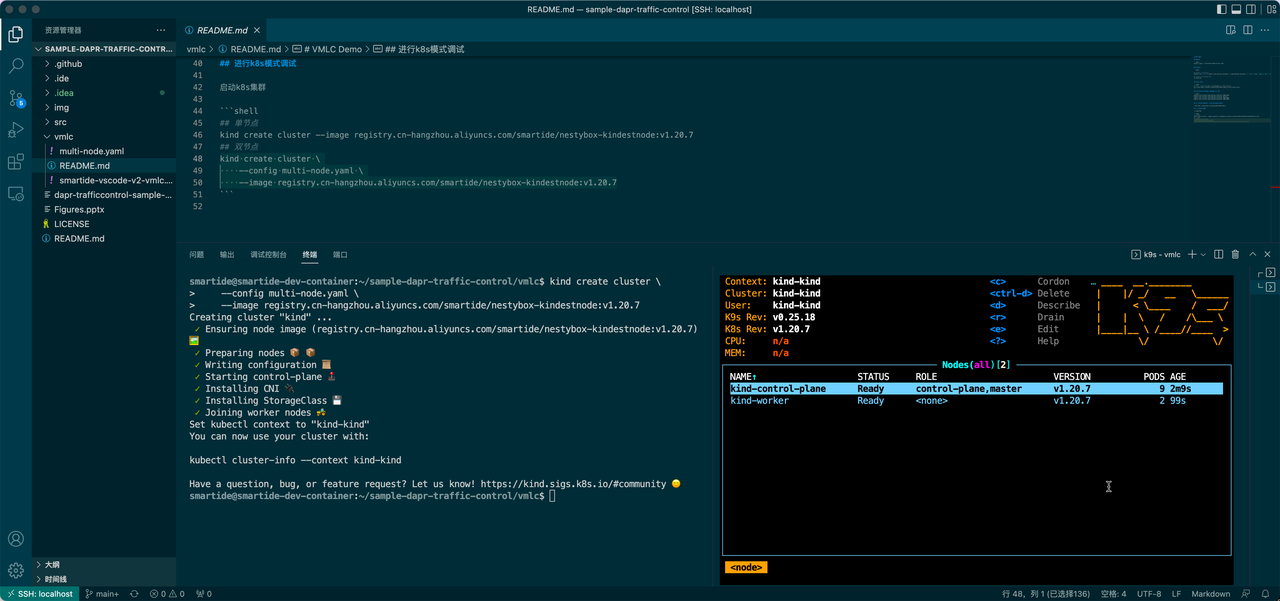 README.md — sample-dapr-traffic-control [SSH: localhost]
资源管理器
SAMPLE-DAPR-TRAFFIC-CONTR...
.github
.ide
.idea
img
src
vmlc
multi-node.yaml
README.md
smartide-vscode-v2-vmlc....
dapr-trafficcontrol-sample-...
Figures.pptx
LICENSE
README.md
大纲
时间线
5
README.md
vmlc > README.md > # VMLC Demo > ## 进行k8s模式调试
40 ## 进行k8s模式调试
41
42 启动k8s集群
43
44 ```shell
45 ## 单节点
46 kind create cluster --image registry.cn-hangzhou.aliyuncs.com/smartide/nestybox-kindestnode:v1.20.7
47 ## 双节点
48 kind·create·cluster·\
49 ····--config multi-node.yaml \
50 ····--image registry.cn-hangzhou.aliyuncs.com/smartide/nestybox-kindestnode:v1.20.7
51 ```
52
问题 输出 调试控制台 终端 端口
k9s - vmlc
smartide@smartide-dev-container:~/sample-dapr-traffic-control/vmlc$ kind create cluster \
> --config multi-node.yaml \
> --image registry.cn-hangzhou.aliyuncs.com/smartide/nestybox-kindestnode:v1.20.7
Creating cluster "kind" ...
✓ Ensuring node image (registry.cn-hangzhou.aliyuncs.com/smartide/nestybox-kindestnode:v1.20.7)
🖼
✓ Preparing nodes 📦 📦
✓ Writing configuration 📜
✓ Starting control-plane 🕹️
✓ Installing CNI 🔌
✓ Installing StorageClass 💾
✓ Joining worker nodes 🚜
Set kubectl context to "kind-kind"
You can now use your cluster with:
kubectl cluster-info --context kind-kind
Have a question, bug, or feature request? Let us know! https://kind.sigs.k8s.io/#community 🙂
smartide@smartide-dev-container:~/sample-dapr-traffic-control/vmlc$
Context: kind-kind <c> Cordon …
Cluster: kind-kind <ctrl-d> Delete
User: kind-kind <d> Describe
K9s Rev: v0.25.18 <r> Drain
K8s Rev: v1.20.7 <e> Edit
CPU: n/a <?> Help
MEM: n/a
Nodes(all)[2]
NAME↑ STATUS ROLE VERSION PODS AGE
kind-control-plane Ready control-plane,master v1.20.7 9 2m9s
kind-worker Ready <none> v1.20.7 2 99s
<node>
SSH: localhost main+ 0 0 0 行 48，列 1 (已选择136) 空格: 4 UTF-8 LF Markdown